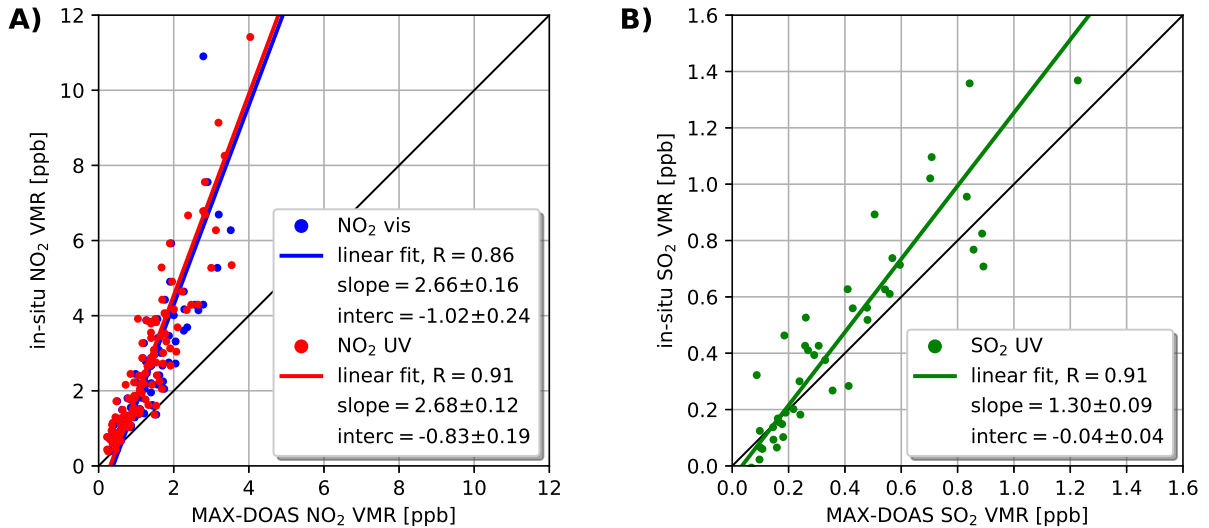 A)
12
10
8
6
4
2
0
in-situ NO₂ VMR [ppb]
0 2 4 6 8 10 12
MAX-DOAS NO₂ VMR [ppb]
NO₂ vis
linear fit, R = 0.86
slope = 2.66±0.16
interc = -1.02±0.24
NO₂ UV
linear fit, R = 0.91
slope = 2.68±0.12
interc = -0.83±0.19
B)
1.6
1.4
1.2
1.0
0.8
0.6
0.4
0.2
0.0
in-situ SO₂ VMR [ppb]
0.0 0.2 0.4 0.6 0.8 1.0 1.2 1.4 1.6
MAX-DOAS SO₂ VMR [ppb]
SO₂ UV
linear fit, R = 0.91
slope = 1.30±0.09
interc = -0.04±0.04